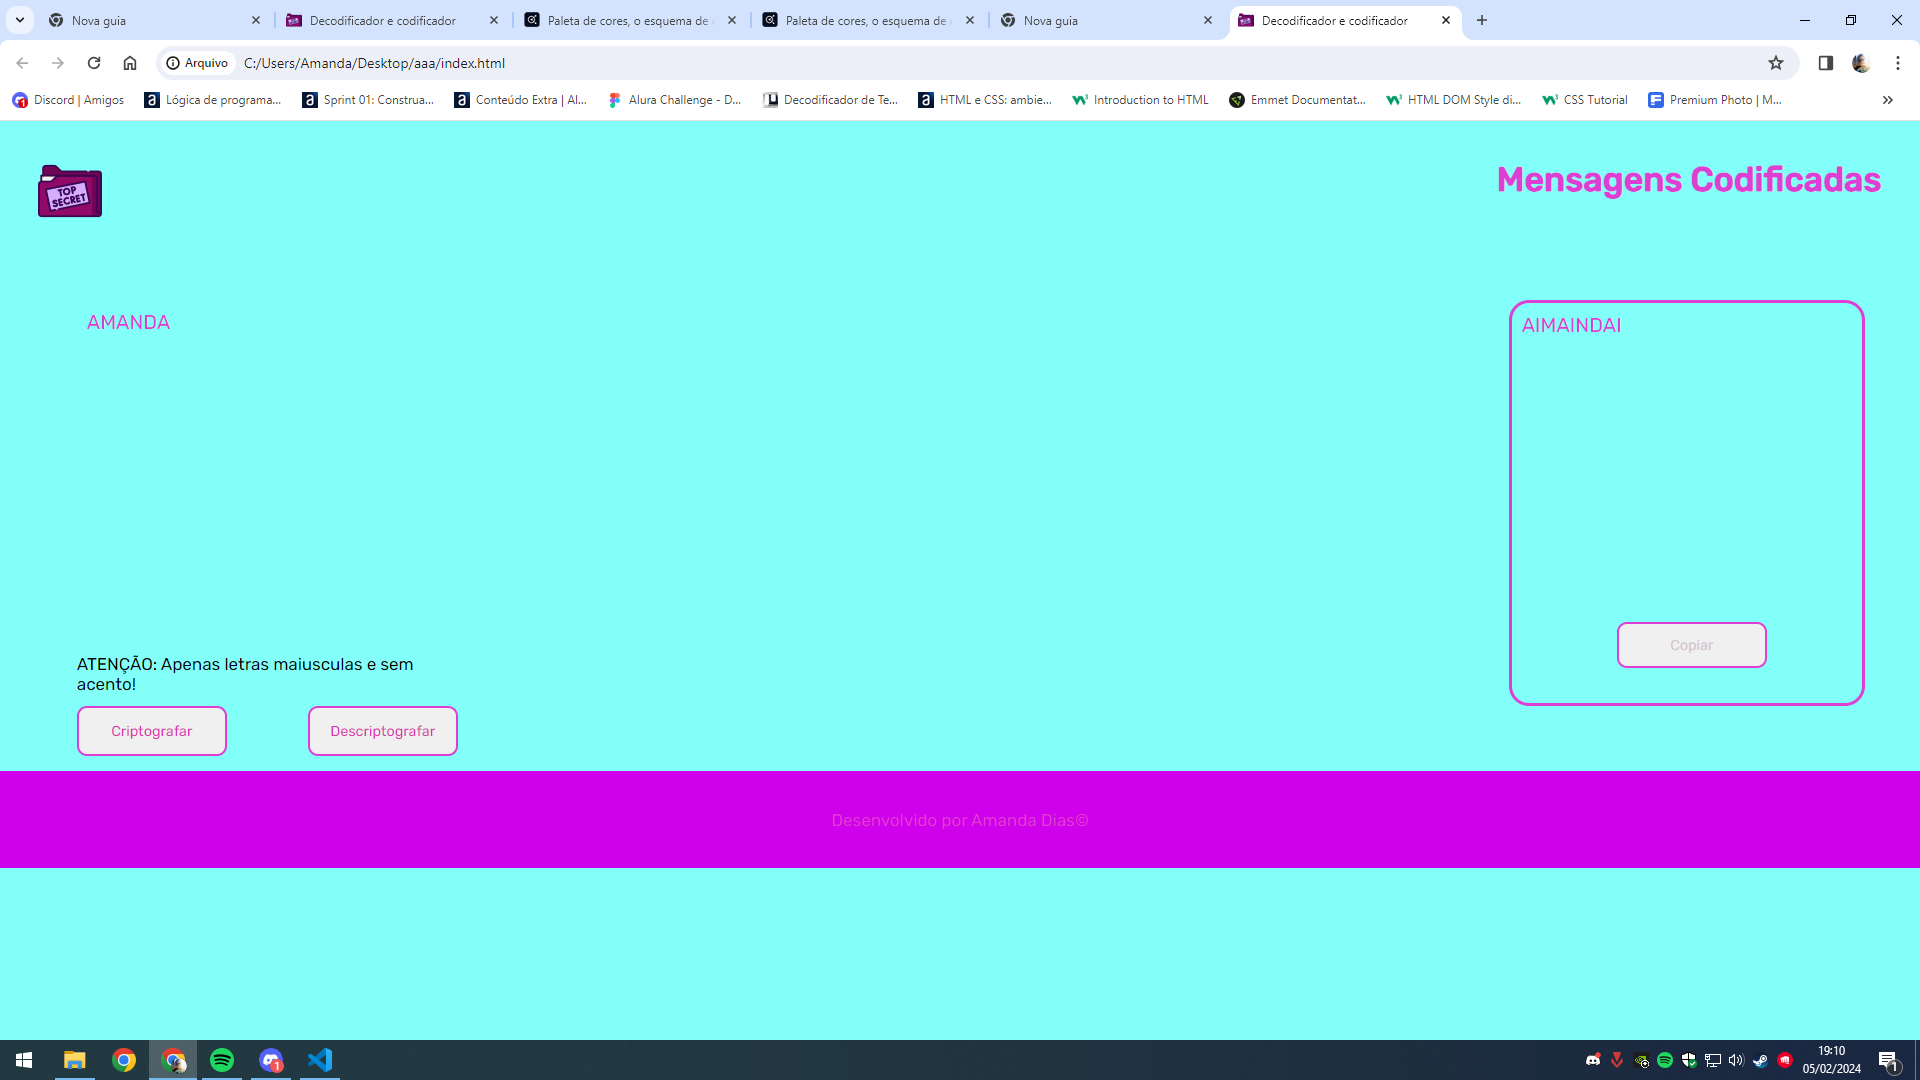 Nova guia
Decodificador e codificador
Paleta de cores, o esquema de
Paleta de cores, o esquema de
Nova guia
Decodificador e codificador
Arquivo
C:/Users/Amanda/Desktop/aaa/index.html
Discord | Amigos
Lógica de programa...
Sprint 01: Construa...
Conteúdo Extra | Al...
Alura Challenge - D...
Decodificador de Te...
HTML e CSS: ambie...
Introduction to HTML
Emmet Documentat...
HTML DOM Style di...
CSS Tutorial
Premium Photo | M...
TOP
SECRET
Mensagens Codificadas
AMANDA
AIMAINDAI
Copiar
ATENÇÃO: Apenas letras maiusculas e sem
acento!
Criptografar
Descriptografar
Desenvolvido por Amanda Dias©
19:10
05/02/2024
1
1